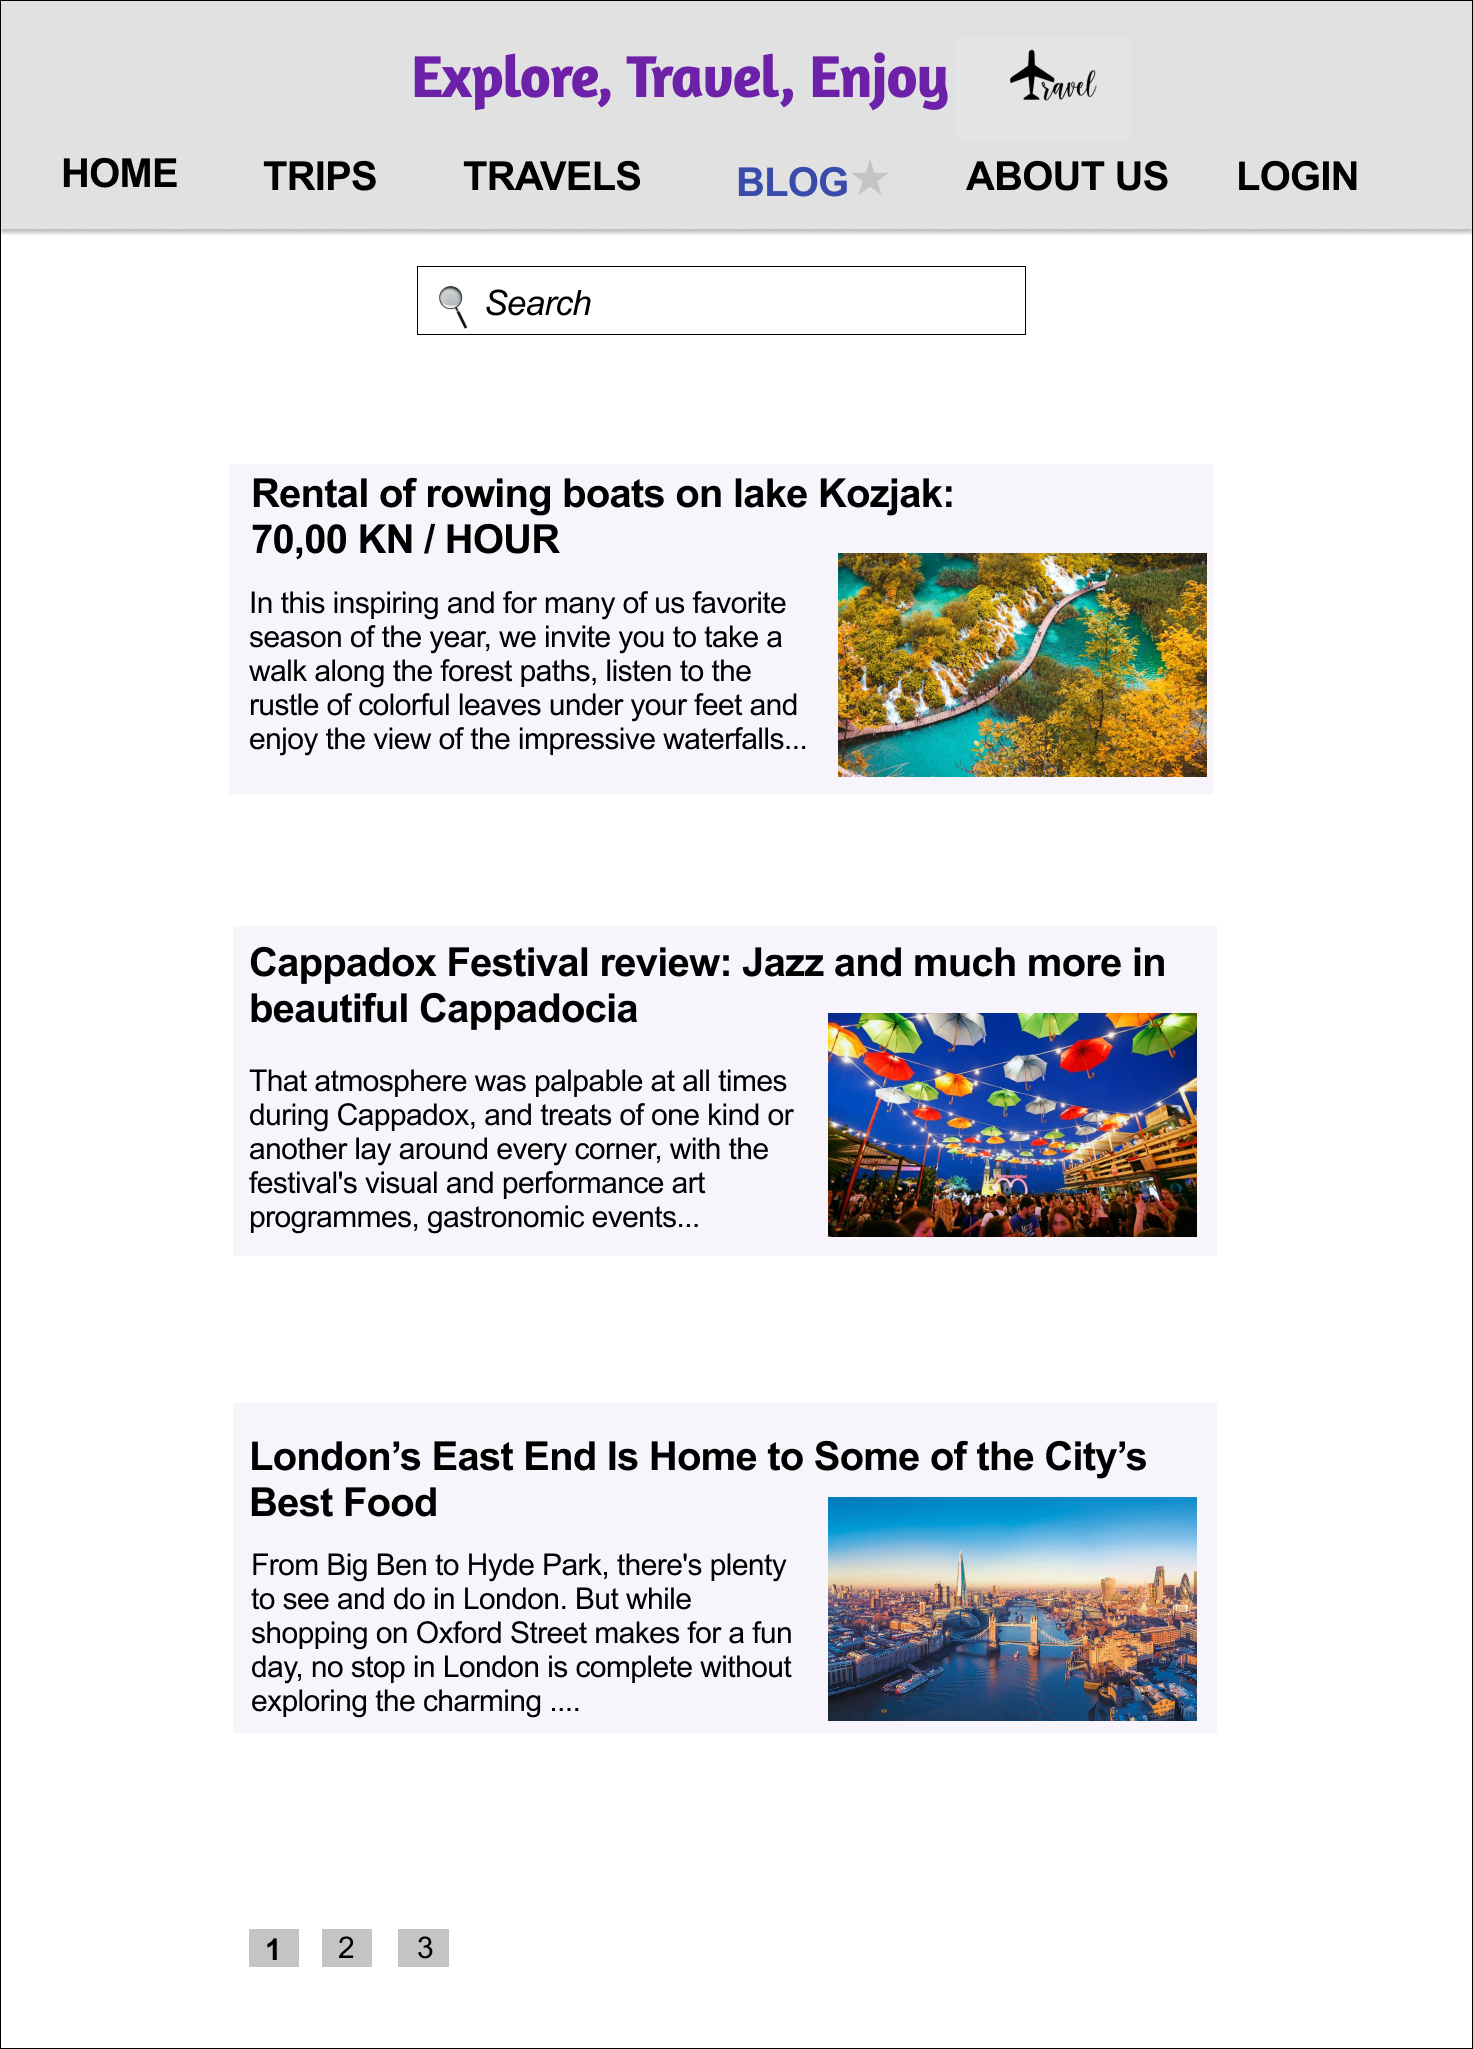 Explore, Travel, Enjoy
Travel
HOME TRIPS TRAVELS BLOG ABOUT US LOGIN
Search
Rental of rowing boats on lake Kozjak:
70,00 KN / HOUR
In this inspiring and for many of us favorite
season of the year, we invite you to take a
walk along the forest paths, listen to the
rustle of colorful leaves under your feet and
enjoy the view of the impressive waterfalls...
Cappadox Festival review: Jazz and much more in
beautiful Cappadocia
That atmosphere was palpable at all times
during Cappadox, and treats of one kind or
another lay around every corner, with the
festival's visual and performance art
programmes, gastronomic events...
London’s East End Is Home to Some of the City’s
Best Food
From Big Ben to Hyde Park, there's plenty
to see and do in London. But while
shopping on Oxford Street makes for a fun
day, no stop in London is complete without
exploring the charming ....
1 2 3